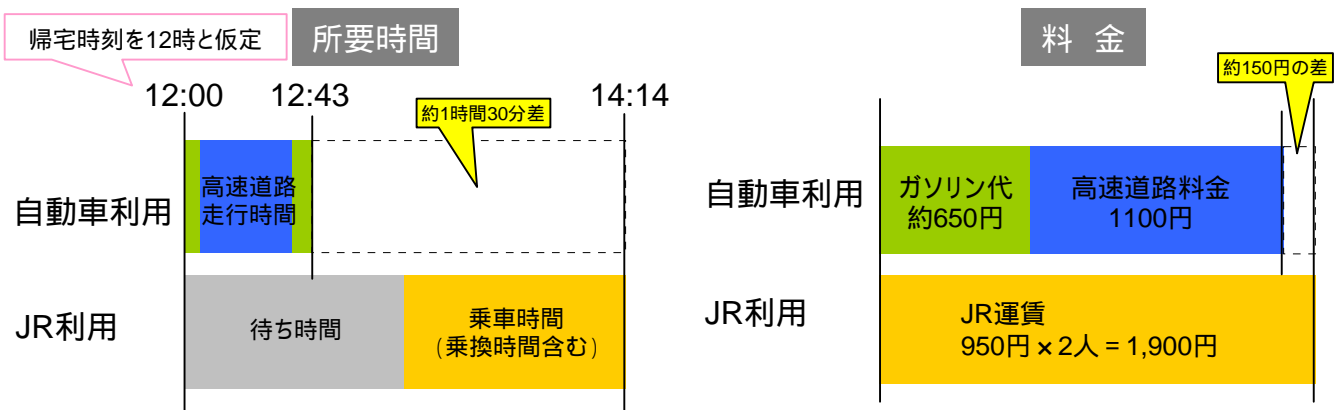 帰宅時刻を12時と仮定
所要時間
料 金
約150円の差
12:00
12:43
14:14
約1時間30分差
自動車利用
高速道路
走行時間
自動車利用
ガソリン代
約650円
高速道路料金
1100円
JR利用
待ち時間
乗車時間
(乗換時間含む)
JR利用
JR運賃
950円×2人=1,900円